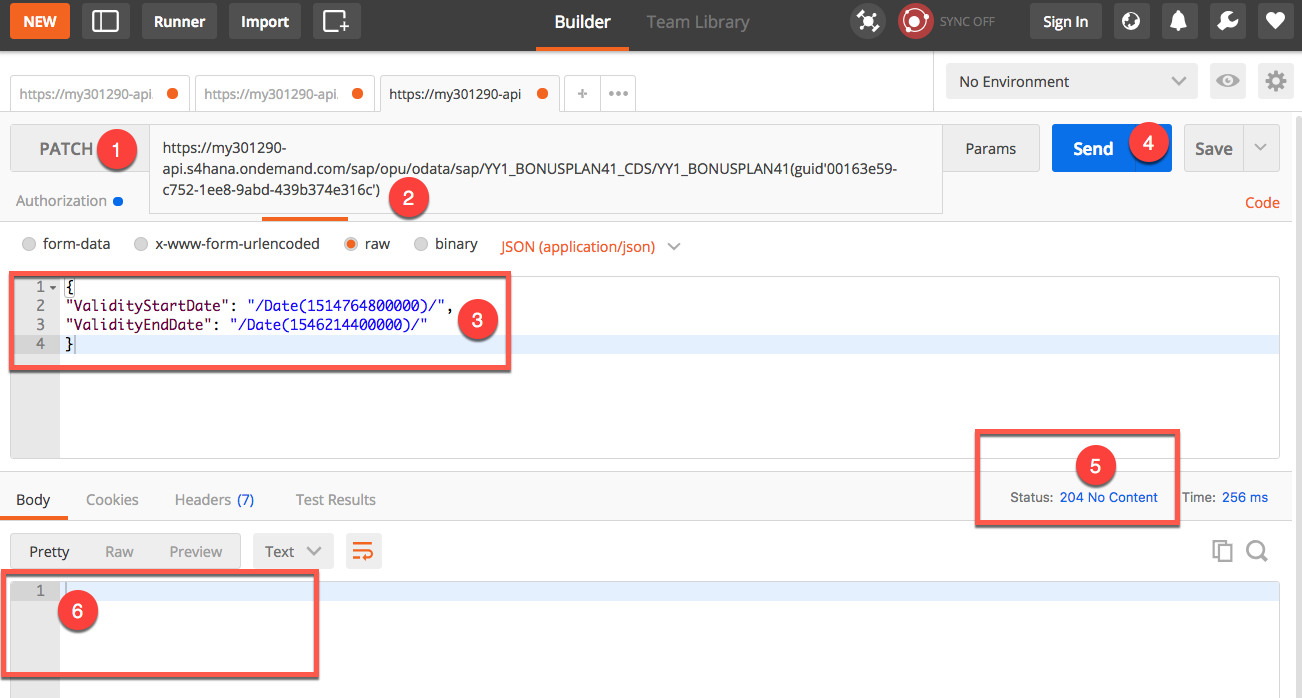 NEW Runner Import Builder Team Library SYNC OFF Sign In
https://my301290-api. https://my301290-api. https://my301290-api + ••• No Environment
PATCH 1 https://my301290-
api.s4hana.ondemand.com/sap/opu/odata/sap/YY1_BONUSPLAN41_CDS/YY1_BONUSPLAN41(guid'00163e59-
c752-1ee8-9abd-439b374e316c') 2
Params Send 4 Save
Authorization Code
form-data x-www-form-urlencoded raw binary JSON (application/json)
1 {
2 "ValidityStartDate": "/Date(1514764800000)/",
3 "ValidityEndDate": "/Date(1546214400000)/"
4 }
3
5
Body Cookies Headers (7) Test Results Status: 204 No Content Time: 256 ms
Pretty Raw Preview Text
1
6